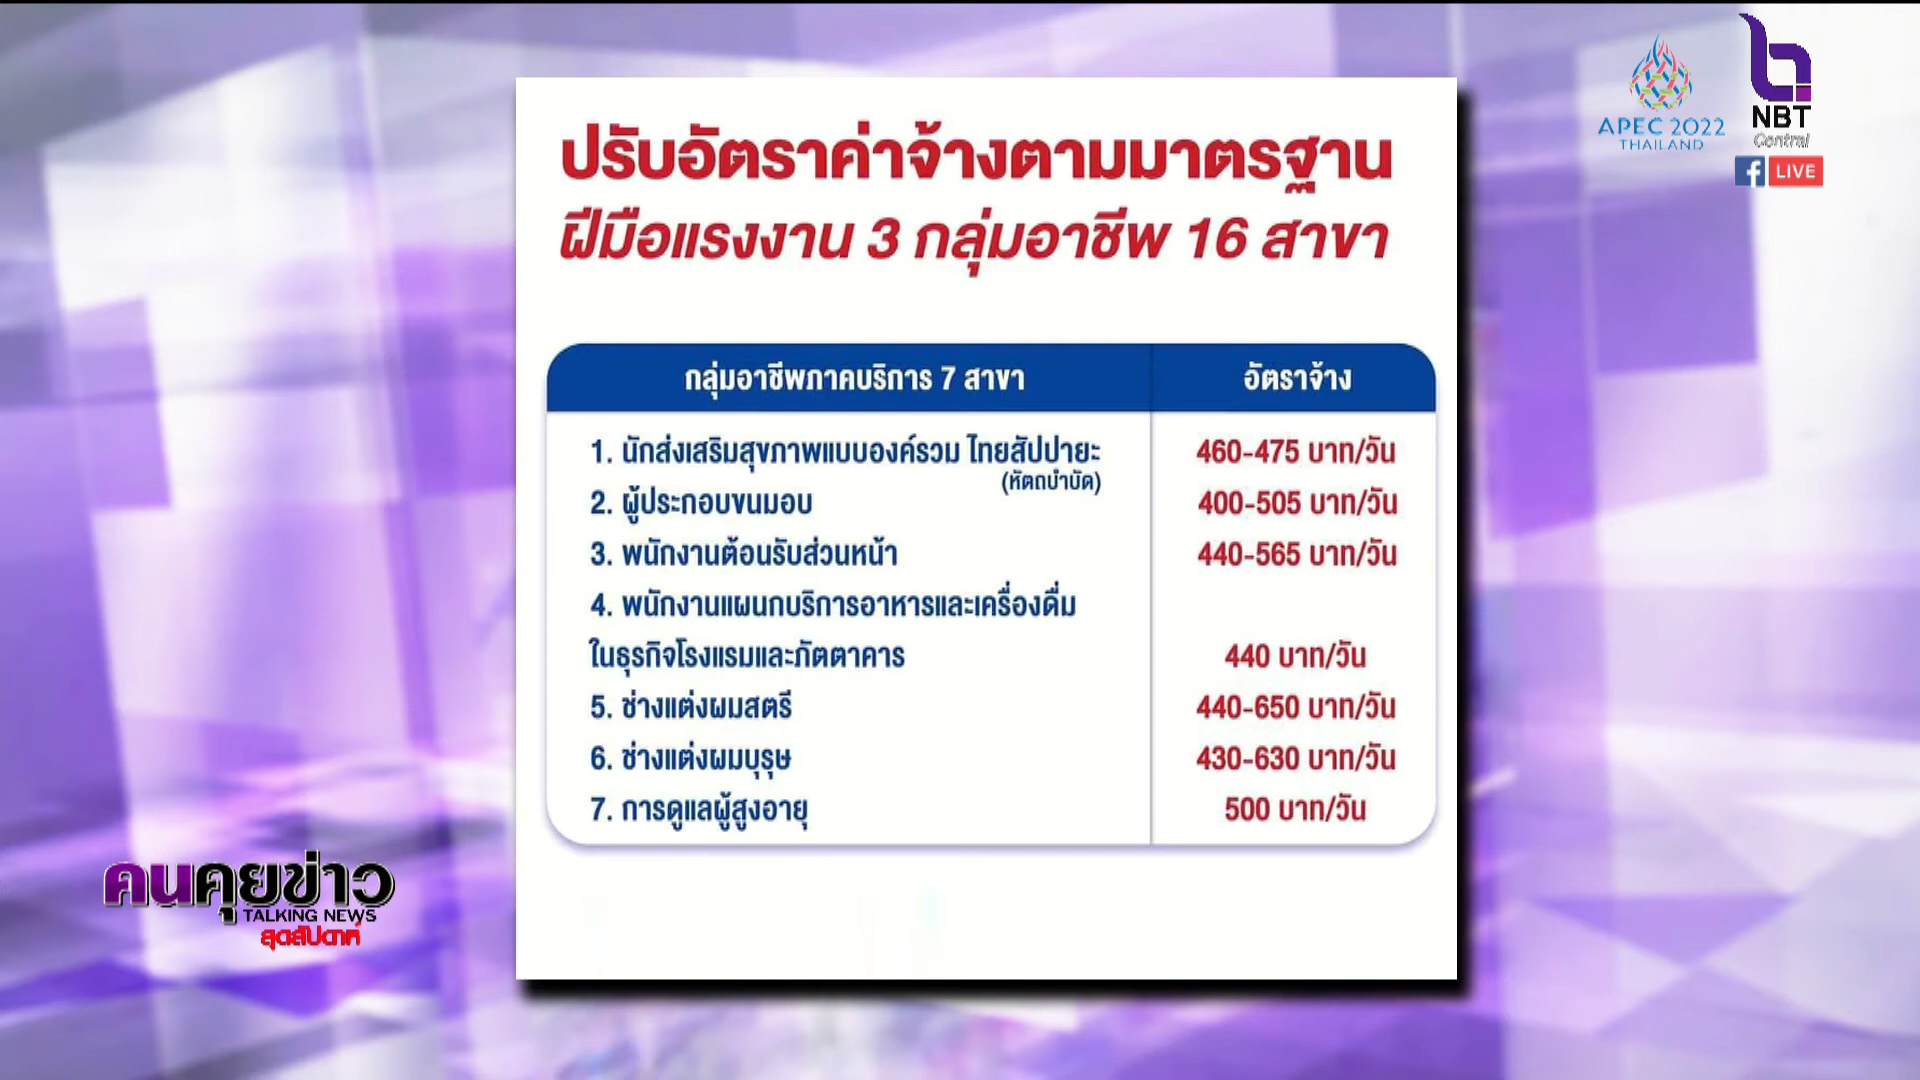 APEC 2022
THAILAND
NBT
Central
LIVE
ปรับอัตราค่าจ้างตามมาตรฐาน
ฝีมือแรงงาน 3 กลุ่มอาชีพ 16 สาขา
กลุ่มอาชีพภาคบริการ 7 สาขา อัตราจ้าง
1. นักส่งเสริมสุขภาพแบบองค์รวม ไทยสัปปายะ 460-475 บาท/วัน
(หัตถบำบัด)
2. ผู้ประกอบขนมอบ 400-505 บาท/วัน
3. พนักงานต้อนรับส่วนหน้า 440-565 บาท/วัน
4. พนักงานแผนกบริการอาหารและเครื่องดื่ม
ในธุรกิจโรงแรมและภัตตาคาร 440 บาท/วัน
5. ช่างแต่งผมสตรี 440-650 บาท/วัน
6. ช่างแต่งผมบุรุษ 430-630 บาท/วัน
7. การดูแลผู้สูงอายุ 500 บาท/วัน
คนคุยข่าว
TALKING NEWS
สุดสัปดาห์